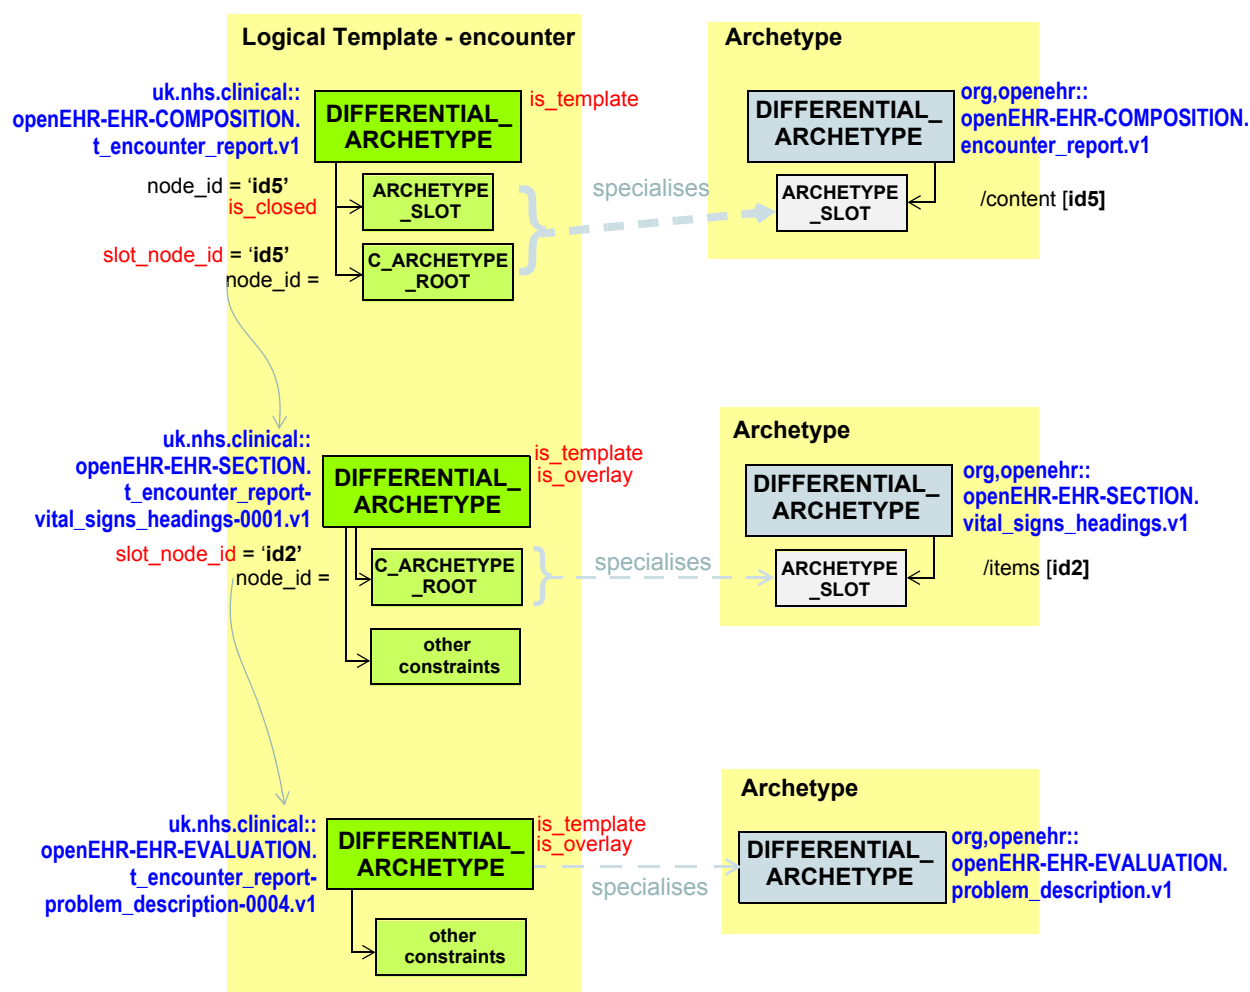 Logical Template - encounter
Archetype
uk.nhs.clinical::
openEHR-EHR-COMPOSITION.
t_encounter_report.v1
DIFFERENTIAL_
ARCHETYPE
is_template
DIFFERENTIAL_
ARCHETYPE
org,openehr::
openEHR-EHR-COMPOSITION.
encounter_report.v1
node_id = ‘id5’
is_closed
ARCHETYPE
_SLOT
specialises
ARCHETYPE
_SLOT
/content [id5]
slot_node_id = ‘id5’
node_id =
C_ARCHETYPE
_ROOT
uk.nhs.clinical::
openEHR-EHR-SECTION.
t_encounter_report-
vital_signs_headings-0001.v1
DIFFERENTIAL_
ARCHETYPE
is_template
is_overlay
Archetype
DIFFERENTIAL_
ARCHETYPE
org,openehr::
openEHR-EHR-SECTION.
vital_signs_headings.v1
slot_node_id = ‘id2’
node_id =
C_ARCHETYPE
_ROOT
specialises
ARCHETYPE
_SLOT
/items [id2]
other
constraints
uk.nhs.clinical::
openEHR-EHR-EVALUATION.
t_encounter_report-
problem_description-0004.v1
DIFFERENTIAL_
ARCHETYPE
is_template
is_overlay
specialises
Archetype
DIFFERENTIAL_
ARCHETYPE
org,openehr::
openEHR-EHR-EVALUATION.
problem_description.v1
other
constraints